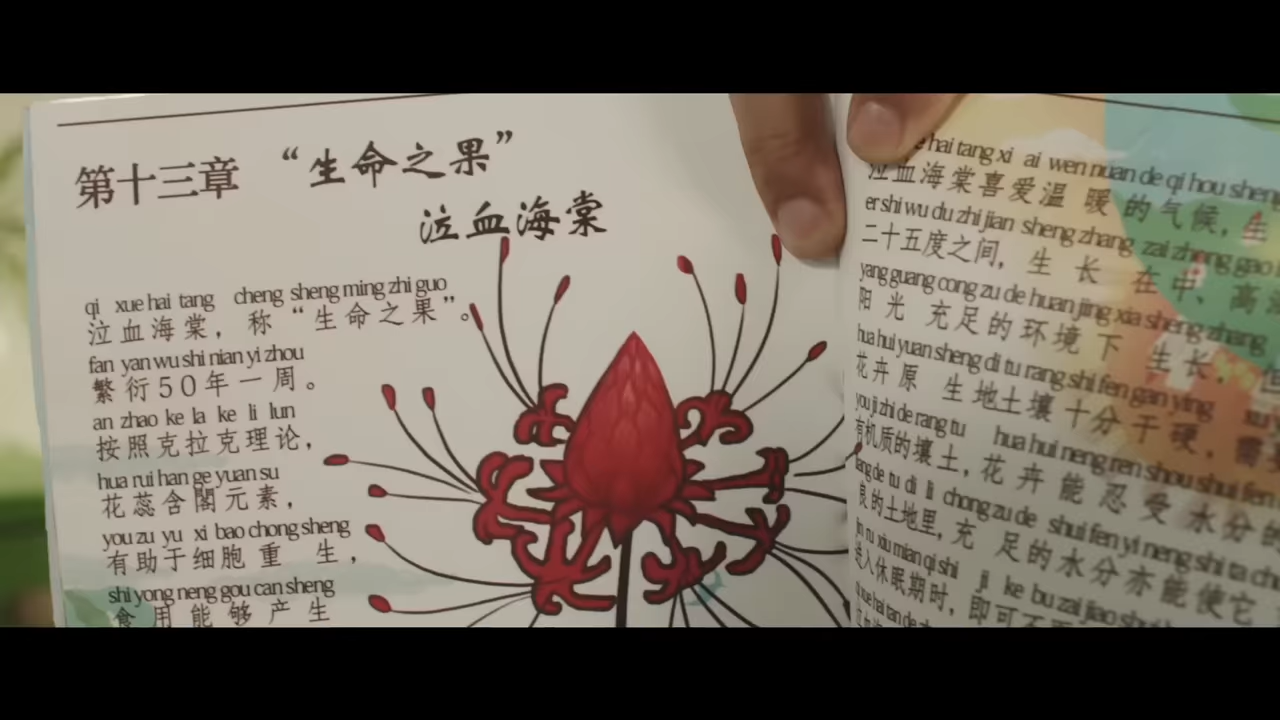 第十三章 “生命之果”
泣血海棠
qi xue hai tang cheng sheng ming zhi guo
泣血海棠，称“生命之果”。
fan yan wu shi nian yi zhou
繁衍50年一周。
an zhao ke la ke li lun
按照克拉克理论，
hua rui han ge yuan su
花蕊含閣元素，
you zu yu xi bao chong sheng
有助于细胞重生，
shi yong neng gou can sheng
食用能够产生
hai tang xi ai wen nuan de qi hou sheng
泣血海棠喜爱温暖的气候，生
er shi wu du zhi jian sheng zhang zai zhong gao
二十五度之间，生长在中、高
yang guang cong zu de huan jing xia sheng zhang
阳光充足的环境下生长，但
hua hui yuan sheng di tu rang shi fen gan ying
花卉原生地土壤十分干硬，需
you ji zhi de rang tu hua hui neng ren shou shui fen
有机质的壤土，花卉能忍受水分的
de tu di li chong zu de shui fen yi neng shi ta
良的土地里，充足的水分亦能使它
jin ru xiu mian qi shi ji ke bu zai jiao shui
进入休眠期时，即可不再